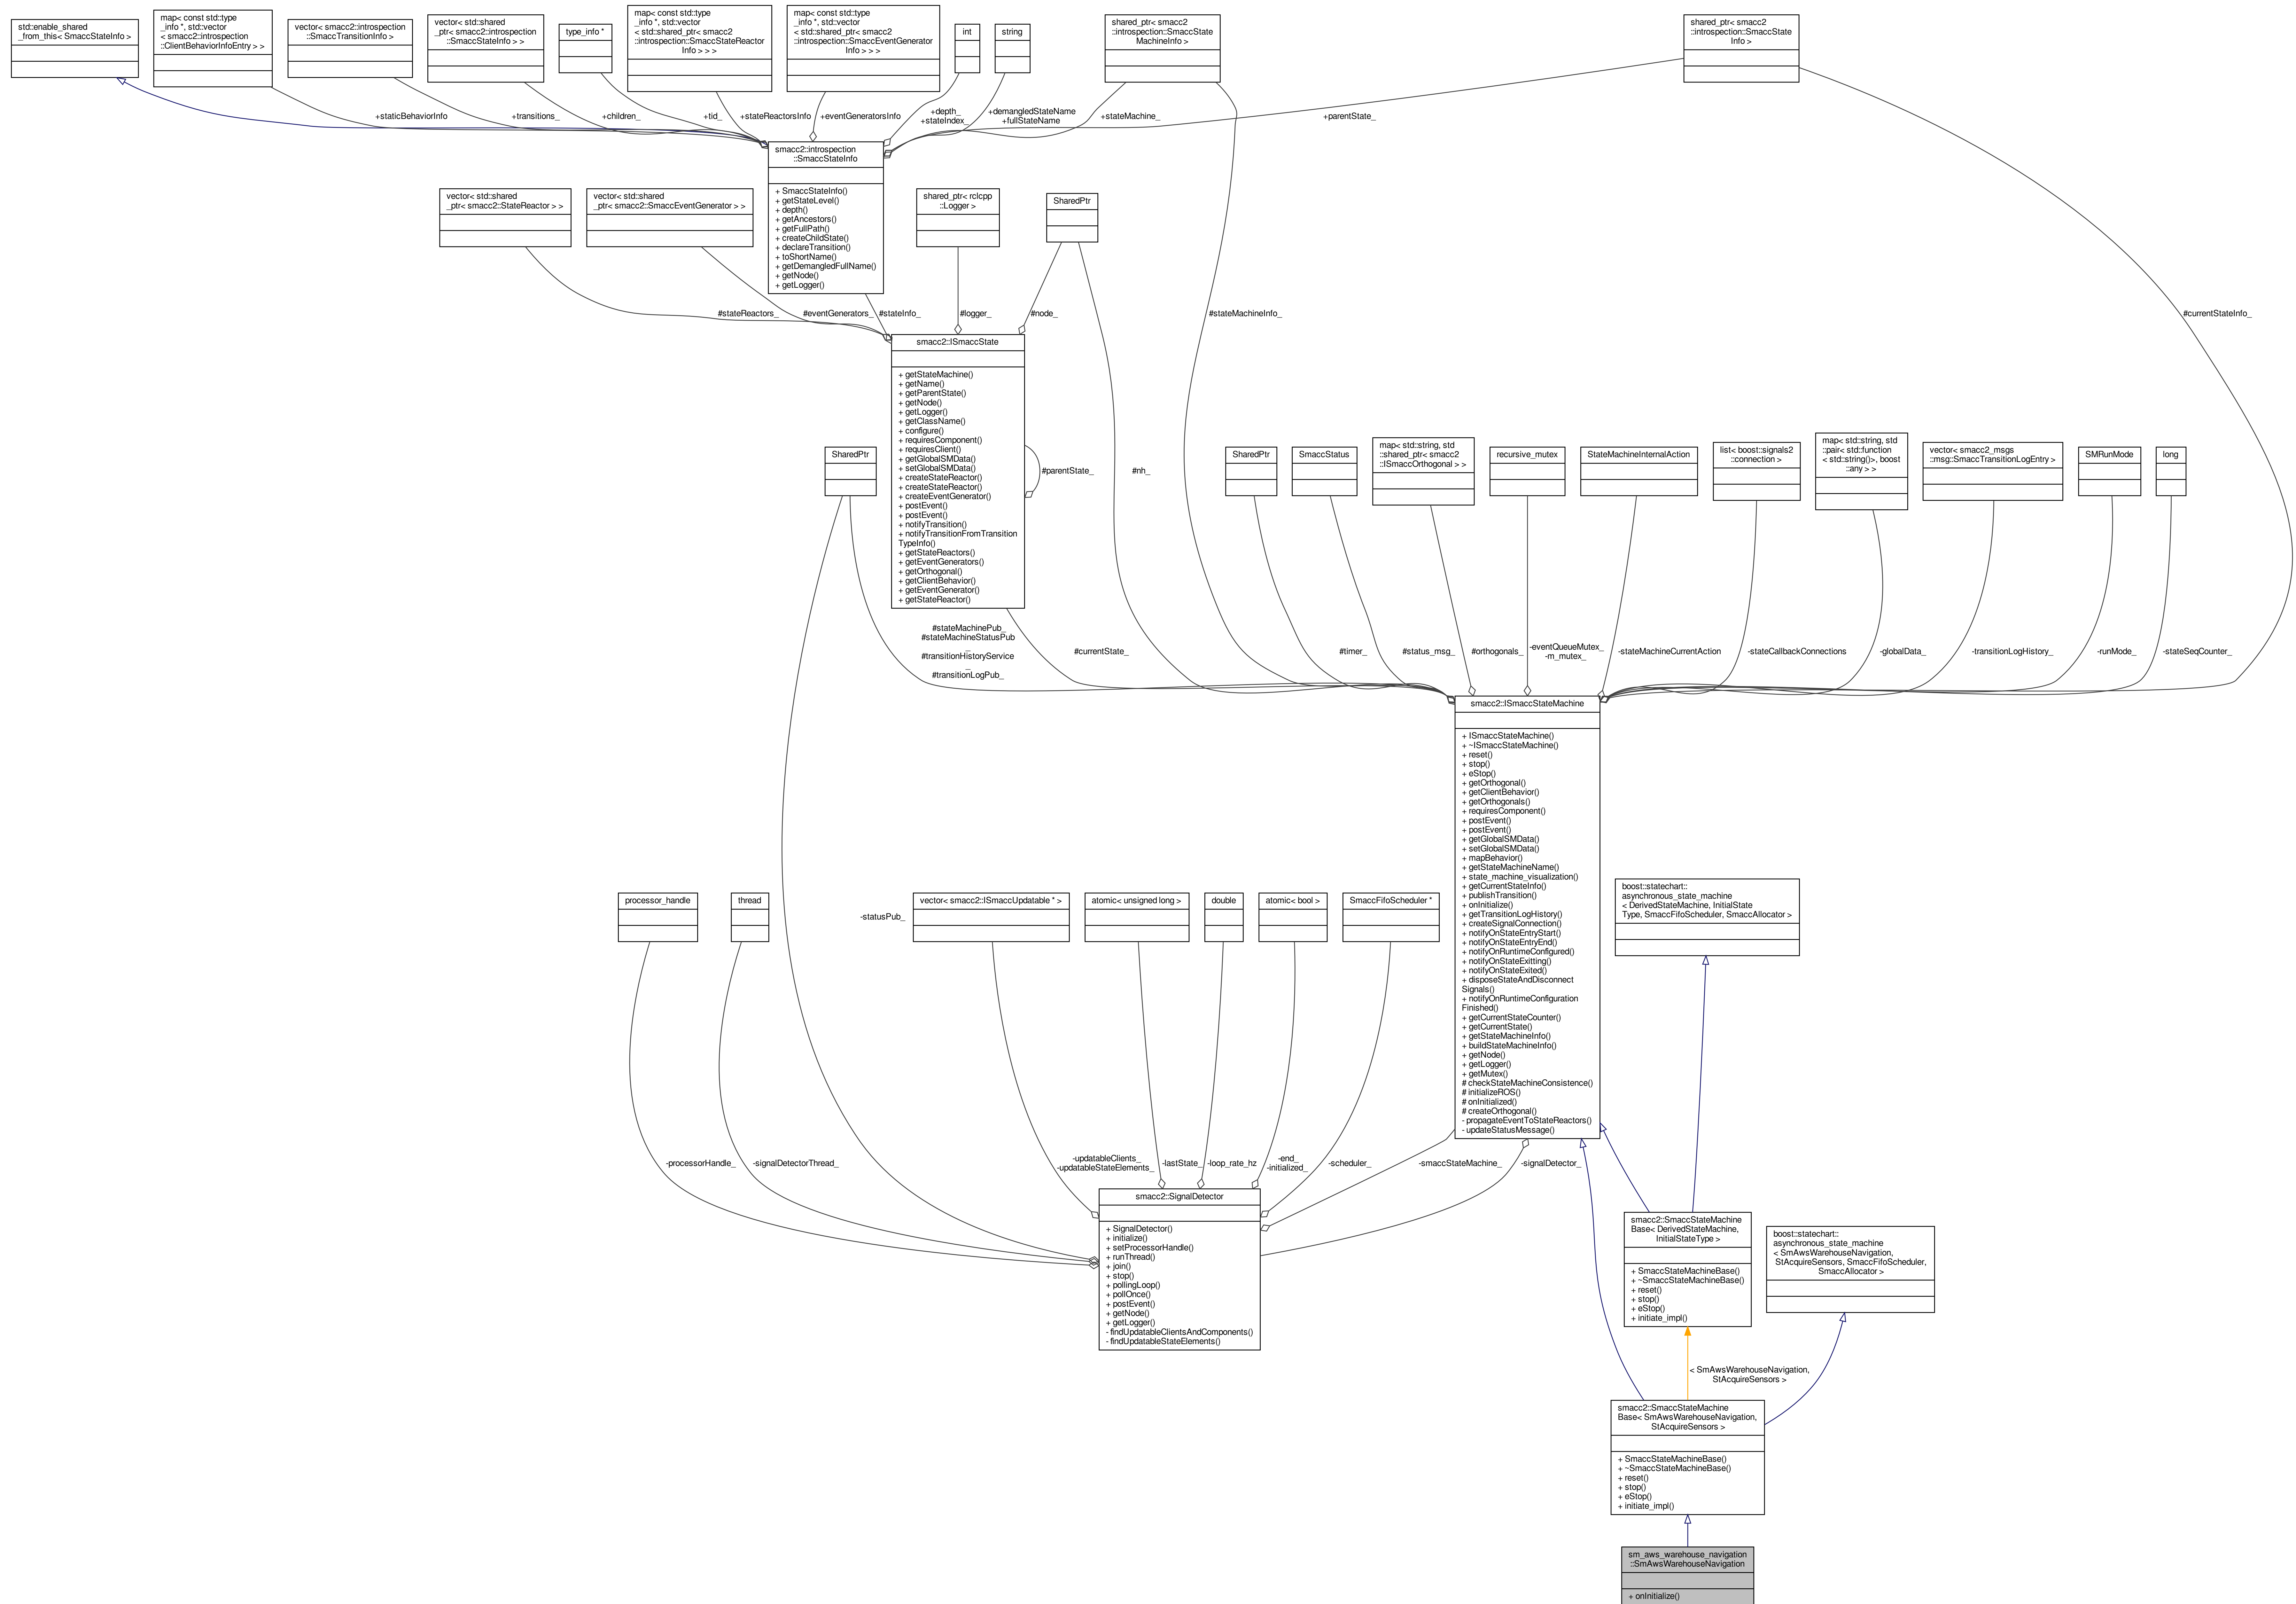 std::enable_shared
_from_this< SmaccStateInfo >
map< const std::type
_info *, std::vector
< smacc2::introspection
::ClientBehaviorInfoEntry > >
vector< smacc2::introspection
::SmaccTransitionInfo >
vector< std::shared
_ptr< smacc2::introspection
::SmaccStateInfo > >
type_info *
map< const std::type
_info *, std::vector
< std::shared_ptr< smacc2
::introspection::SmaccStateReactor
Info > > >
map< const std::type
_info *, std::vector
< std::shared_ptr< smacc2
::introspection::SmaccEventGenerator
Info > > >
int
string
shared_ptr< smacc2
::introspection::SmaccState
MachineInfo >
shared_ptr< smacc2
::introspection::SmaccState
Info >
+staticBehaviorInfo
+transitions_
+children_
+tid_
+stateReactorsInfo
+eventGeneratorsInfo
+depth_
+stateIndex_
+demangledStateName
+fullStateName
+stateMachine_
+parentState_
smacc2::introspection
::SmaccStateInfo
+ SmaccStateInfo()
+ getStateLevel()
+ depth()
+ getAncestors()
+ getFullPath()
+ createChildState()
+ declareTransition()
+ toShortName()
+ getDemangledFullName()
+ getNode()
+ getLogger()
vector< std::shared
_ptr< smacc2::StateReactor > >
vector< std::shared
_ptr< smacc2::SmaccEventGenerator > >
shared_ptr< rclcpp
::Logger >
SharedPtr
#stateReactors_
#eventGenerators_
#stateInfo_
#logger_
#node_
#stateMachineInfo_
#currentStateInfo_
smacc2::ISmaccState
+ getStateMachine()
+ getName()
+ getParentState()
+ getNode()
+ getLogger()
+ getClassName()
+ configure()
+ requiresComponent()
+ requiresClient()
+ getGlobalSMData()
+ setGlobalSMData()
+ createStateReactor()
+ createStateReactor()
+ createEventGenerator()
+ postEvent()
+ postEvent()
+ notifyTransition()
+ notifyTransitionFromTransition
TypeInfo()
+ getStateReactors()
+ getEventGenerators()
+ getOrthogonal()
+ getClientBehavior()
+ getEventGenerator()
+ getStateReactor()
#parentState_
#nh_
SharedPtr
SharedPtr
SmaccStatus
map< std::string, std
::shared_ptr< smacc2
::ISmaccOrthogonal > >
recursive_mutex
StateMachineInternalAction
list< boost::signals2
::connection >
map< std::string, std
::pair< std::function
< std::string()>, boost
::any > >
vector< smacc2_msgs
::msg::SmaccTransitionLogEntry >
SMRunMode
long
#stateMachinePub_
#stateMachineStatusPub
_
#transitionHistoryService
_
#transitionLogPub_
#currentState_
#timer_
#status_msg_
#orthogonals_
-eventQueueMutex_
-m_mutex_
-stateMachineCurrentAction
-stateCallbackConnections
-globalData_
-transitionLogHistory_
-runMode_
-stateSeqCounter_
smacc2::ISmaccStateMachine
+ ISmaccStateMachine()
+ ~ISmaccStateMachine()
+ reset()
+ stop()
+ eStop()
+ getOrthogonal()
+ getClientBehavior()
+ getOrthogonals()
+ requiresComponent()
+ postEvent()
+ postEvent()
+ getGlobalSMData()
+ setGlobalSMData()
+ mapBehavior()
+ getStateMachineName()
+ state_machine_visualization()
+ getCurrentStateInfo()
+ publishTransition()
+ onInitialize()
+ getTransitionLogHistory()
+ createSignalConnection()
+ notifyOnStateEntryStart()
+ notifyOnStateEntryEnd()
+ notifyOnRuntimeConfigured()
+ notifyOnStateExitting()
+ notifyOnStateExited()
+ disposeStateAndDisconnect
Signals()
+ notifyOnRuntimeConfiguration
Finished()
+ getCurrentStateCounter()
+ getCurrentState()
+ getStateMachineInfo()
+ buildStateMachineInfo()
+ getNode()
+ getLogger()
+ getMutex()
# checkStateMachineConsistence()
# initializeROS()
# onInitialized()
# createOrthogonal()
- propagateEventToStateReactors()
- updateStatusMessage()
processor_handle
thread
-statusPub_
vector< smacc2::ISmaccUpdatable * >
atomic< unsigned long >
double
atomic< bool >
SmaccFifoScheduler *
boost::statechart::
asynchronous_state_machine
< DerivedStateMachine, InitialState
Type, SmaccFifoScheduler, SmaccAllocator >
-processorHandle_
-signalDetectorThread_
-updatableClients_
-updatableStateElements_
-lastState_
-loop_rate_hz
-end_
-initialized_
-scheduler_
-smaccStateMachine_
-signalDetector_
smacc2::SignalDetector
+ SignalDetector()
+ initialize()
+ setProcessorHandle()
+ runThread()
+ join()
+ stop()
+ pollingLoop()
+ pollOnce()
+ postEvent()
+ getNode()
+ getLogger()
- findUpdatableClientsAndComponents()
- findUpdatableStateElements()
smacc2::SmaccStateMachine
Base< DerivedStateMachine,
InitialStateType >
+ SmaccStateMachineBase()
+ ~SmaccStateMachineBase()
+ reset()
+ stop()
+ eStop()
+ initiate_impl()
boost::statechart::
asynchronous_state_machine
< SmAwsWarehouseNavigation,
StAcquireSensors, SmaccFifoScheduler,
SmaccAllocator >
< SmAwsWarehouseNavigation,
StAcquireSensors >
smacc2::SmaccStateMachine
Base< SmAwsWarehouseNavigation,
StAcquireSensors >
+ SmaccStateMachineBase()
+ ~SmaccStateMachineBase()
+ reset()
+ stop()
+ eStop()
+ initiate_impl()
sm_aws_warehouse_navigation
::SmAwsWarehouseNavigation
+ onInitialize()